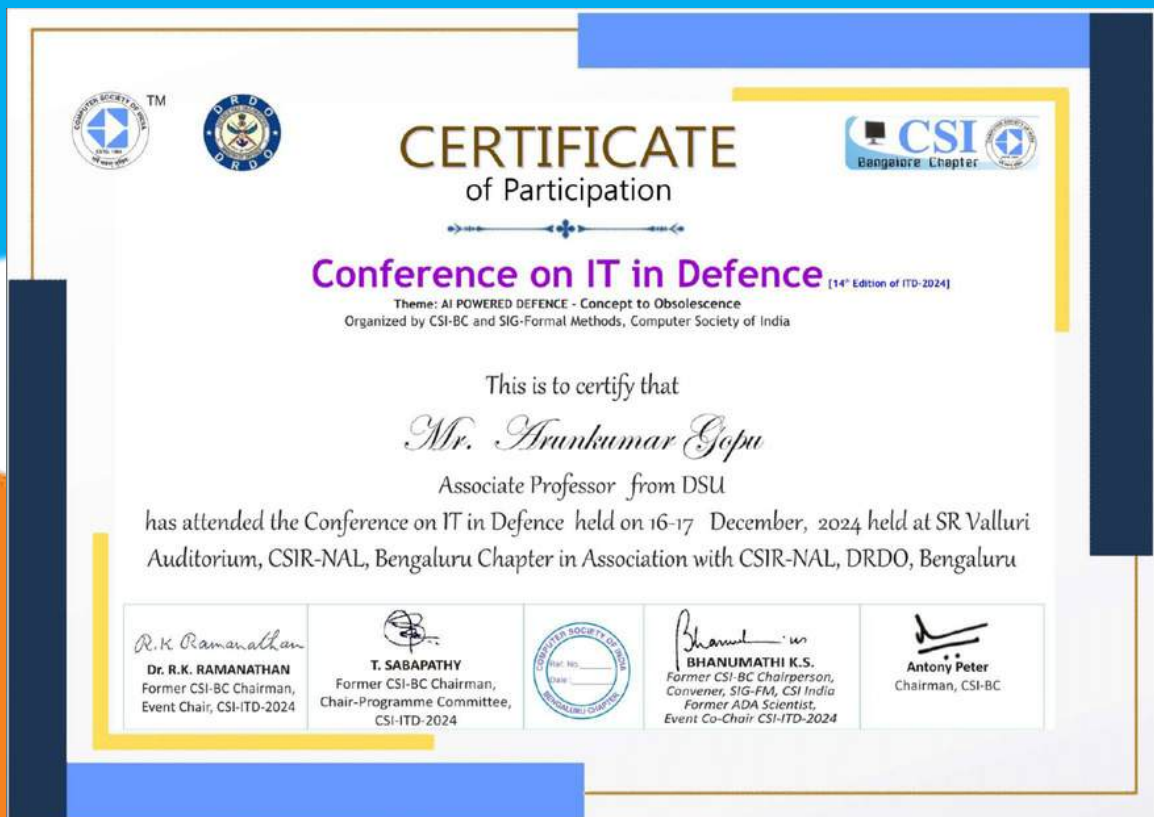 COMPUTER SOCIETY OF INDIA
TM
DRDO
DRDO
CSI
Bangalore Chapter
CERTIFICATE
of Participation
Conference on IT in Defence [14th Edition of ITD-2024]
Theme: AI POWERED DEFENCE - Concept to Obsolescence
Organized by CSI-BC and SIG-Formal Methods, Computer Society of India
This is to certify that
Mr. Arunkumar Gopu
Associate Professor from DSU
has attended the Conference on IT in Defence held on 16-17 December, 2024 held at SR Valluri
Auditorium, CSIR-NAL, Bengaluru Chapter in Association with CSIR-NAL, DRDO, Bengaluru
R.K Ramanathan
Dr. R.K. RAMANATHAN
Former CSI-BC Chairman,
Event Chair, CSI-ITD-2024
T. SABAPATHY
Former CSI-BC Chairman,
Chair-Programme Committee,
CSI-ITD-2024
COMPUTER SOCIETY OF INDIA
Ref. No.
Date:
BENGALURU CHAPTER
BHANUMATHI K.S.
Former CSI-BC Chairperson,
Convener, SIG-FM, CSI India
Former ADA Scientist,
Event Co-Chair CSI-ITD-2024
Antony Peter
Chairman, CSI-BC